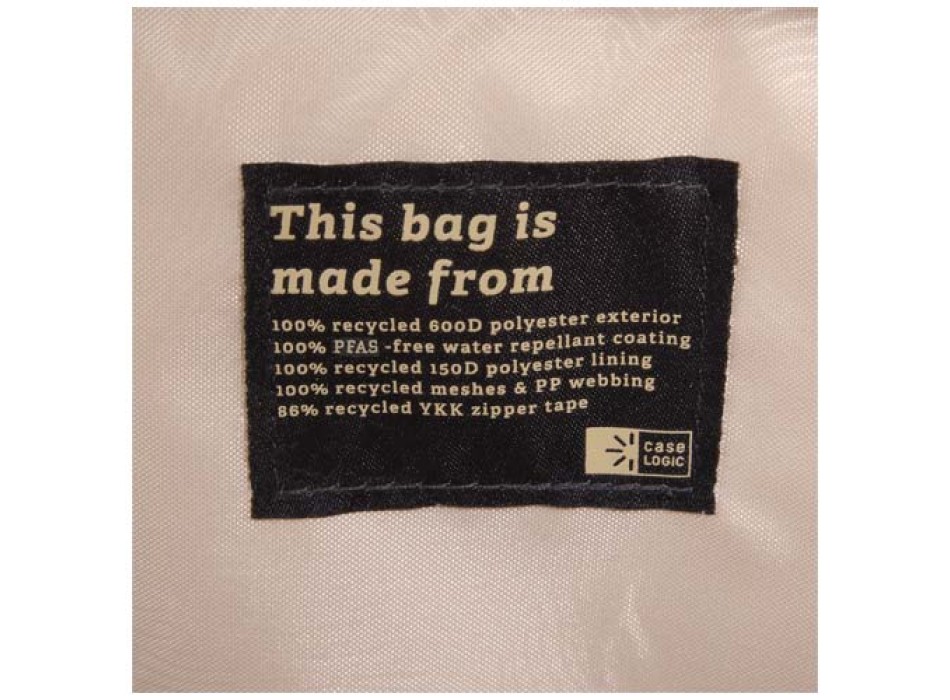 This bag is
made from
100% recycled 600D polyester exterior
100% PFAS -free water repellant coating
100% recycled 150D polyester lining
100% recycled meshes & PP webbing
86% recycled YKK zipper tape
case
LOGIC